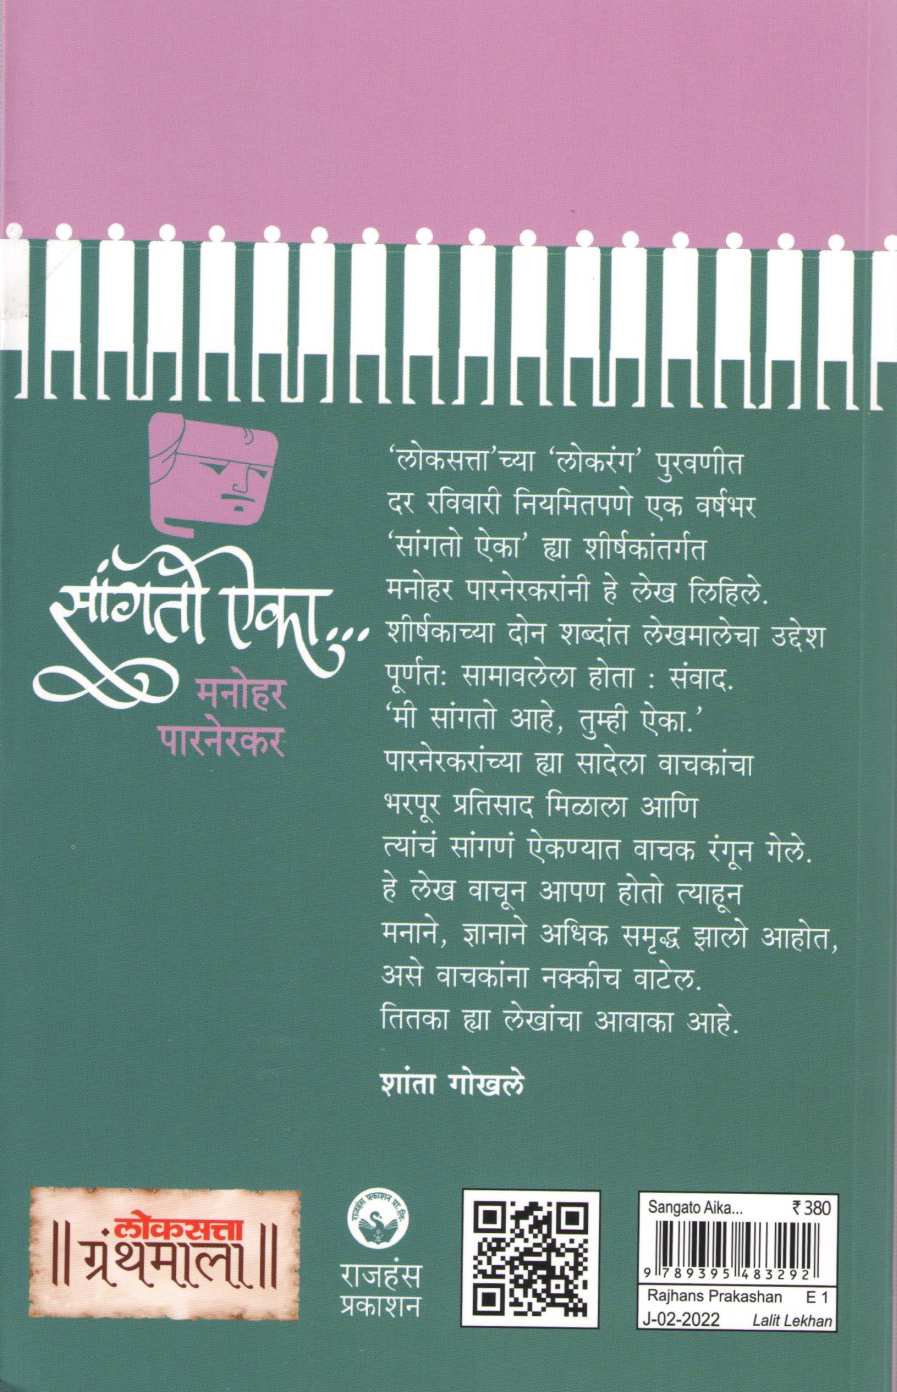 सांगतो ऐका...
मनोहर
पारनेरकर
‘लोकसत्ता’च्या ‘लोकरंग’ पुरवणीत
दर रविवारी नियमितपणे एक वर्षभर
‘सांगतो ऐका’ ह्या शीर्षकांतर्गत
मनोहर पारनेरकरांनी हे लेख लिहिले.
शीर्षकाच्या दोन शब्दांत लेखमालेचा उद्देश
पूर्णतः सामावलेला होता : संवाद.
‘मी सांगतो आहे, तुम्ही ऐका.’
पारनेरकरांच्या ह्या सादेला वाचकांचा
भरपूर प्रतिसाद मिळाला आणि
त्यांचं सांगणं ऐकण्यात वाचक रंगून गेले.
हे लेख वाचून आपण होतो त्याहून
मनाने, ज्ञानाने अधिक समृद्ध झालो आहोत,
असे वाचकांना नक्कीच वाटेल.
तितका ह्या लेखांचा आवाका आहे.
शांता गोखले
लोकसत्ता
॥ ग्रंथमाला ॥
राजहंस प्रकाशन प्रा.लि.
राजहंस
प्रकाशन
Sangato Aika... ₹ 380
9 789395 483292
Rajhans Prakashan E 1
J-02-2022 Lalit Lekhan